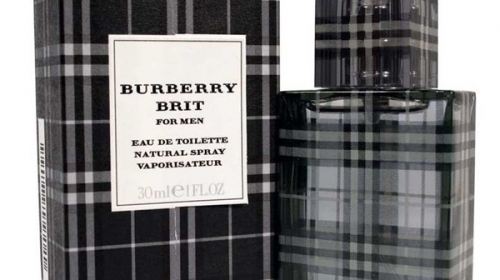 BURBERRY
BRIT
FOR MEN
EAU DE TOILETTE
NATURAL SPRAY
VAPORISATEUR
30ml℮1FL.OZ